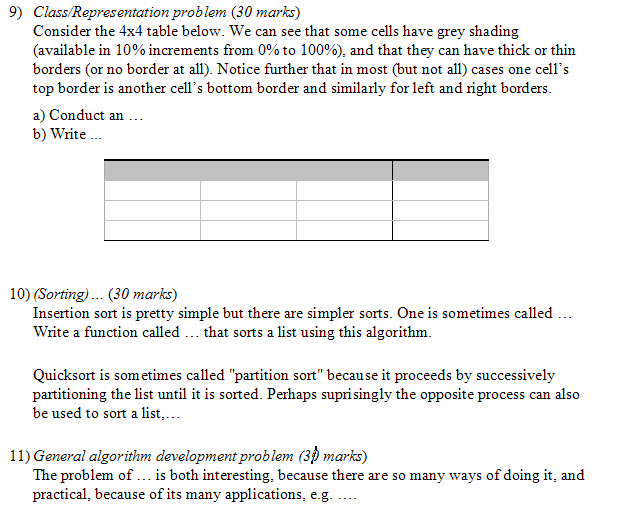 9) Class/Representation problem (30 marks)
Consider the 4x4 table below. We can see that some cells have grey shading
(available in 10% increments from 0% to 100%), and that they can have thick or thin
borders (or no border at all). Notice further that in most (but not all) cases one cell's
top border is another cell's bottom border and similarly for left and right borders.
a) Conduct an …
b) Write ...
10) (Sorting)… (30 marks)
Insertion sort is pretty simple but there are simpler sorts. One is sometimes called …
Write a function called … that sorts a list using this algorithm.
Quicksort is sometimes called "partition sort" because it proceeds by successively
partitioning the list until it is sorted. Perhaps suprisingly the opposite process can also
be used to sort a list,…
11) General algorithm development problem (30 marks)
The problem of … is both interesting, because there are so many ways of doing it, and
practical, because of its many applications, e.g. ….